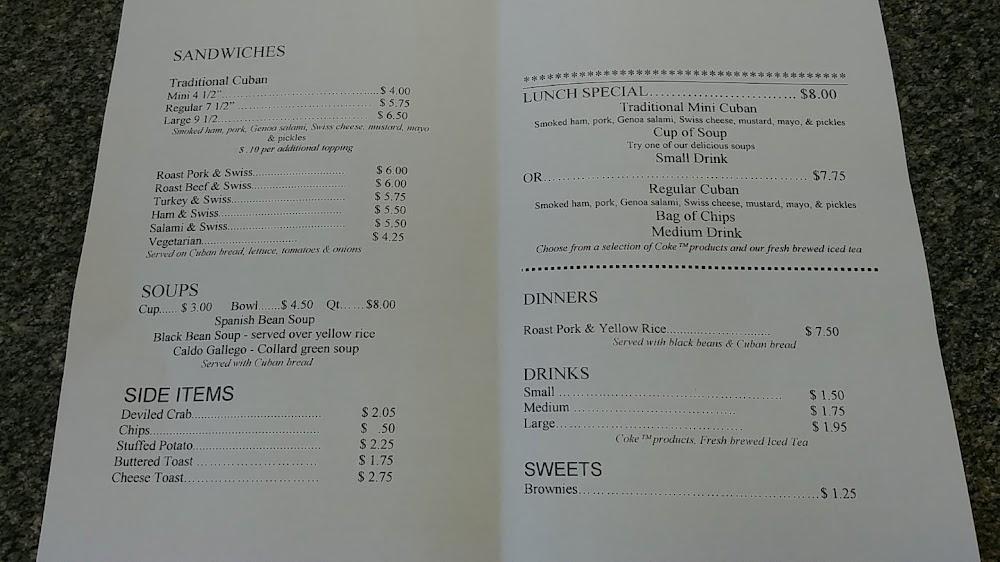 SANDWICHES
Traditional Cuban
Mini 4 1/2"........................................$ 4.00
Regular 7 1/2" ................................... $ 5.75
Large 9 1/2........................................ $ 6.50
Smoked ham, pork, Genoa salami, Swiss cheese, mustard, mayo
& pickles
$ .10 per additional topping
Roast Pork & Swiss............................ $ 6.00
Roast Beef & Swiss............................ $ 6.00
Turkey & Swiss................................. $ 5.75
Ham & Swiss..................................... $ 5.50
Salami & Swiss.................................. $ 5.50
Vegetarian............................ $ 4.25
Served on Cuban bread, lettuce, tomatoes & onions
SOUPS
Cup...... $ 3.00 Bowl.......$ 4.50 Qt.……$8.00
Spanish Bean Soup
Black Bean Soup - served over yellow rice
Caldo Gallego - Collard green soup
Served with Cuban bread
SIDE ITEMS
Deviled Crab...................................... $ 2.05
Chips................................................. $ .50
Stuffed Potato.................................... $ 2.25
Buttered Toast ………………………… $ 1.75
Cheese Toast………………………… $ 2.75
****************************************
LUNCH SPECIAL………………………… $8.00
Traditional Mini Cuban
Smoked ham, pork, Genoa salami, Swiss cheese, mustard, mayo, & pickles
Cup of Soup
Try one of our delicious soups
Small Drink
OR……………………………………………… $7.75
Regular Cuban
Smoked ham, pork, Genoa salami, Swiss cheese, mustard, mayo, & pickles
Bag of Chips
Medium Drink
Choose from a selection of Coke™ products and our fresh brewed iced tea
DINNERS
Roast Pork & Yellow Rice............................ $ 7.50
Served with black beans & Cuban bread
DRINKS
Small ……………………………………………… $ 1.50
Medium ………………………………… $ 1.75
Large……………………………………… $ 1.95
Coke™ products, Fresh brewed Iced Tea
SWEETS
Brownies………………………………………………$ 1.25